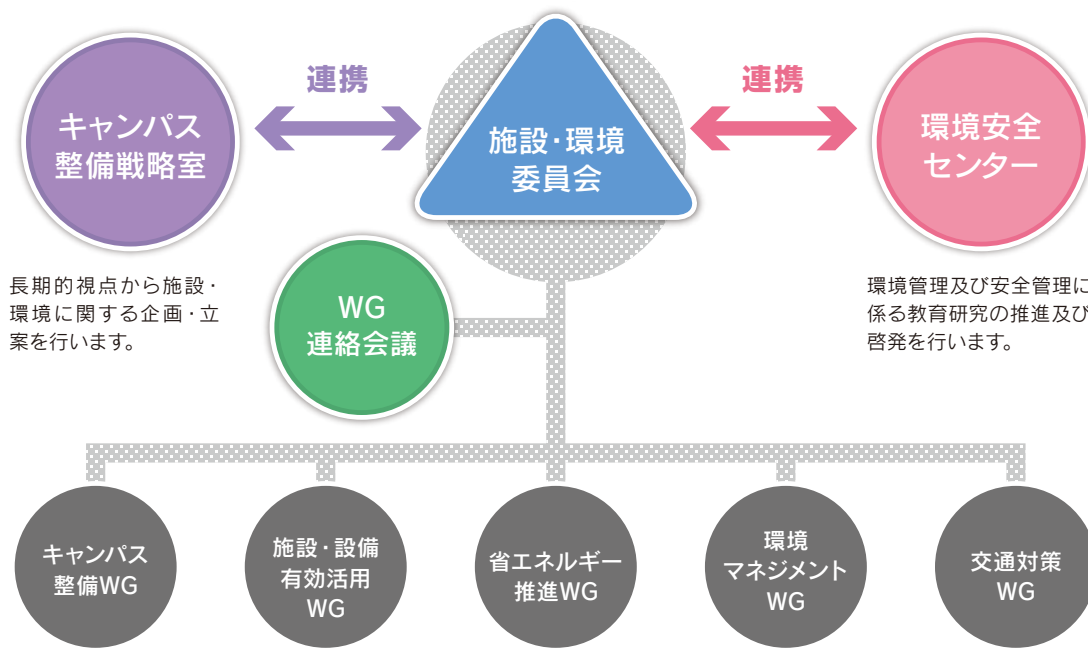 連携
連携
キャンパス
整備戦略室
施設・環境
委員会
環境安全
センター
長期的視点から施設・
環境に関する企画・立
案を行います。
環境管理及び安全管理に
係る教育研究の推進及び
啓発を行います。
WG
連絡会議
キャンパス
整備WG
施設・設備
有効活用
WG
省エネルギー
推進WG
環境
マネジメント
WG
交通対策
WG